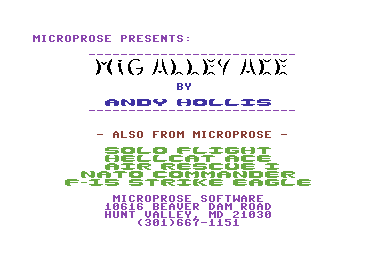 MICROPROSE PRESENTS:
MIG ALLEY ACE
BY
ANDY HOLLIS
- ALSO FROM MICROPROSE -
SOLO FLIGHT
HELLCAT ACE
AIR RESCUE I
NATO COMMANDER
F-15 STRIKE EAGLE
MICROPROSE SOFTWARE
10616 BEAVER DAM ROAD
HUNT VALLEY, MD 21030
(301)667-1151